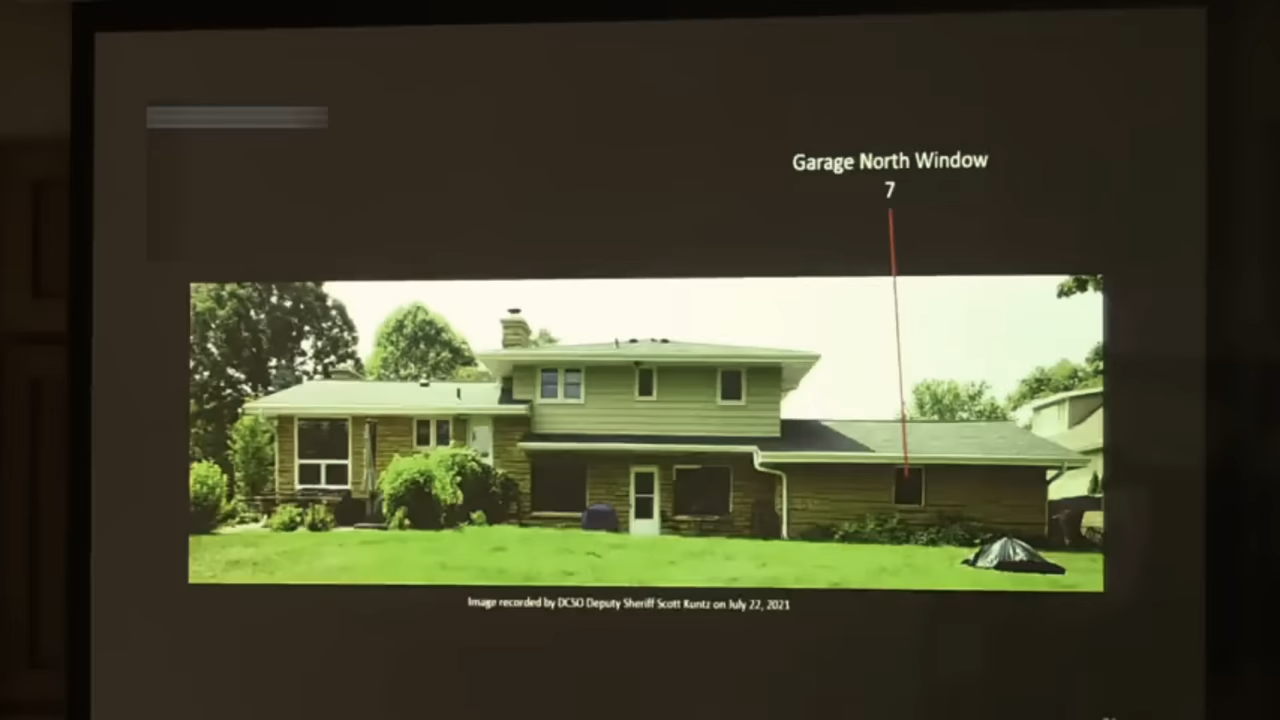 Garage North Window
7
Image recorded by DCSO Deputy Sheriff Scott Kuntz on July 22, 2021